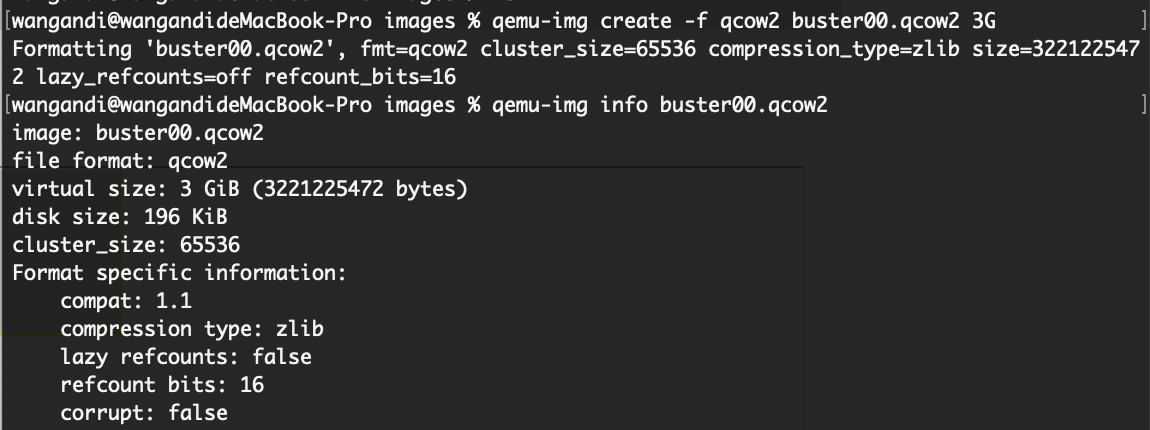 [wangandi@wangandideMacBook-Pro images % qemu-img create -f qcow2 buster00.qcow2 3G ]
Formatting 'buster00.qcow2', fmt=qcow2 cluster_size=65536 compression_type=zlib size=322122547
2 lazy_refcounts=off refcount_bits=16
[wangandi@wangandideMacBook-Pro images % qemu-img info buster00.qcow2 ]
image: buster00.qcow2
file format: qcow2
virtual size: 3 GiB (3221225472 bytes)
disk size: 196 KiB
cluster_size: 65536
Format specific information:
    compat: 1.1
    compression type: zlib
    lazy refcounts: false
    refcount bits: 16
    corrupt: false